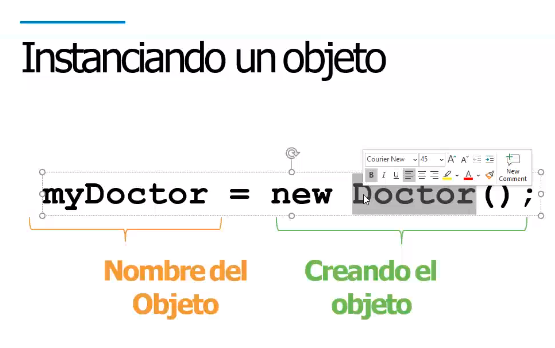 Instanciando un objeto
Courier New 45 A A
B I U A New
Comment
myDoctor = new Doctor();
Nombre del
Objeto
Creando el
objeto